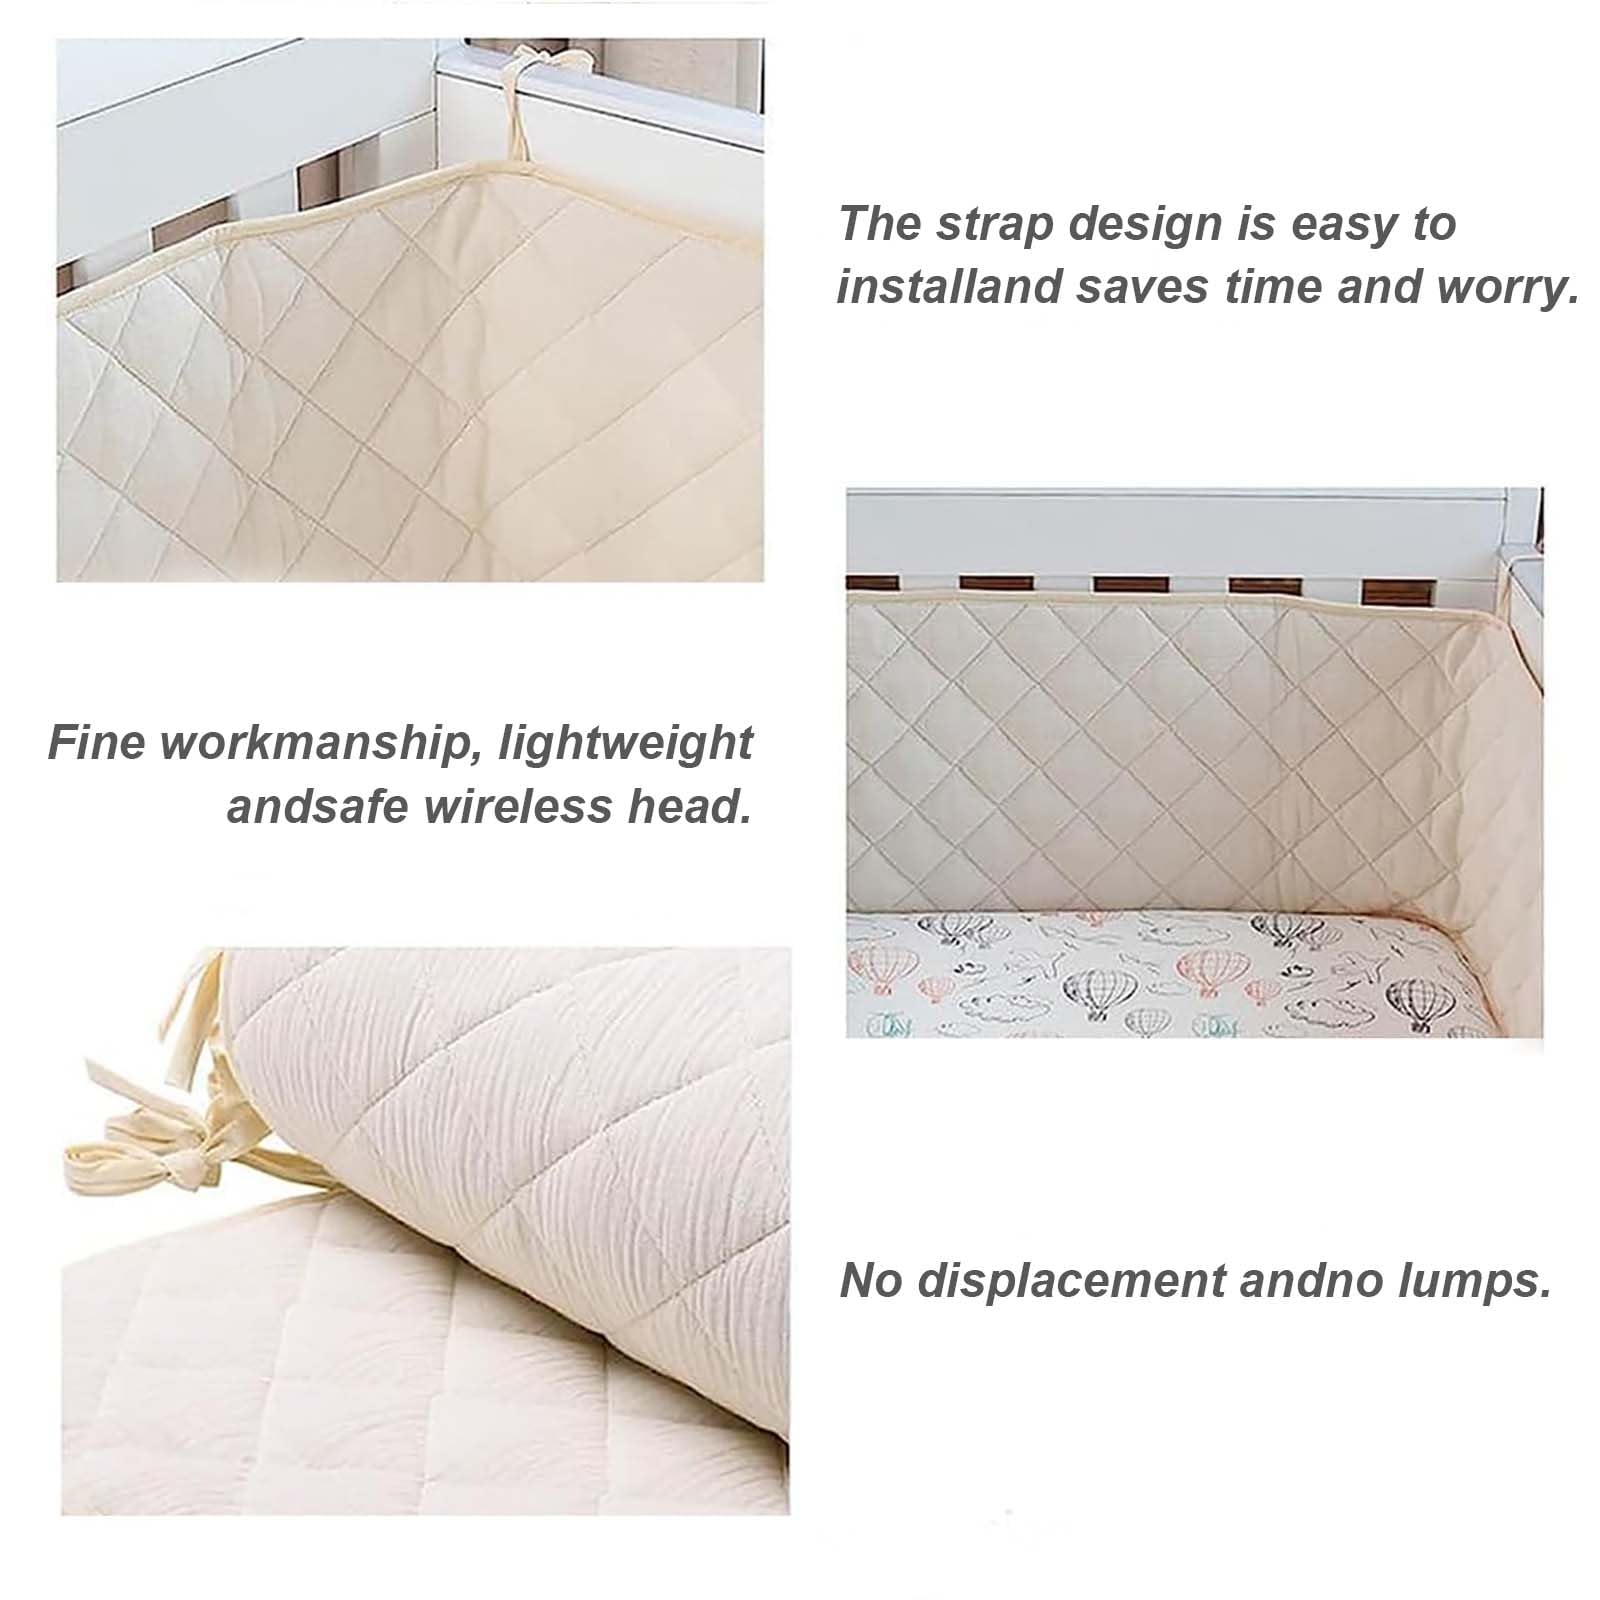 The strap design is easy to
installand saves time and worry.
Fine workmanship, lightweight
andsafe wireless head.
No displacement andno lumps.